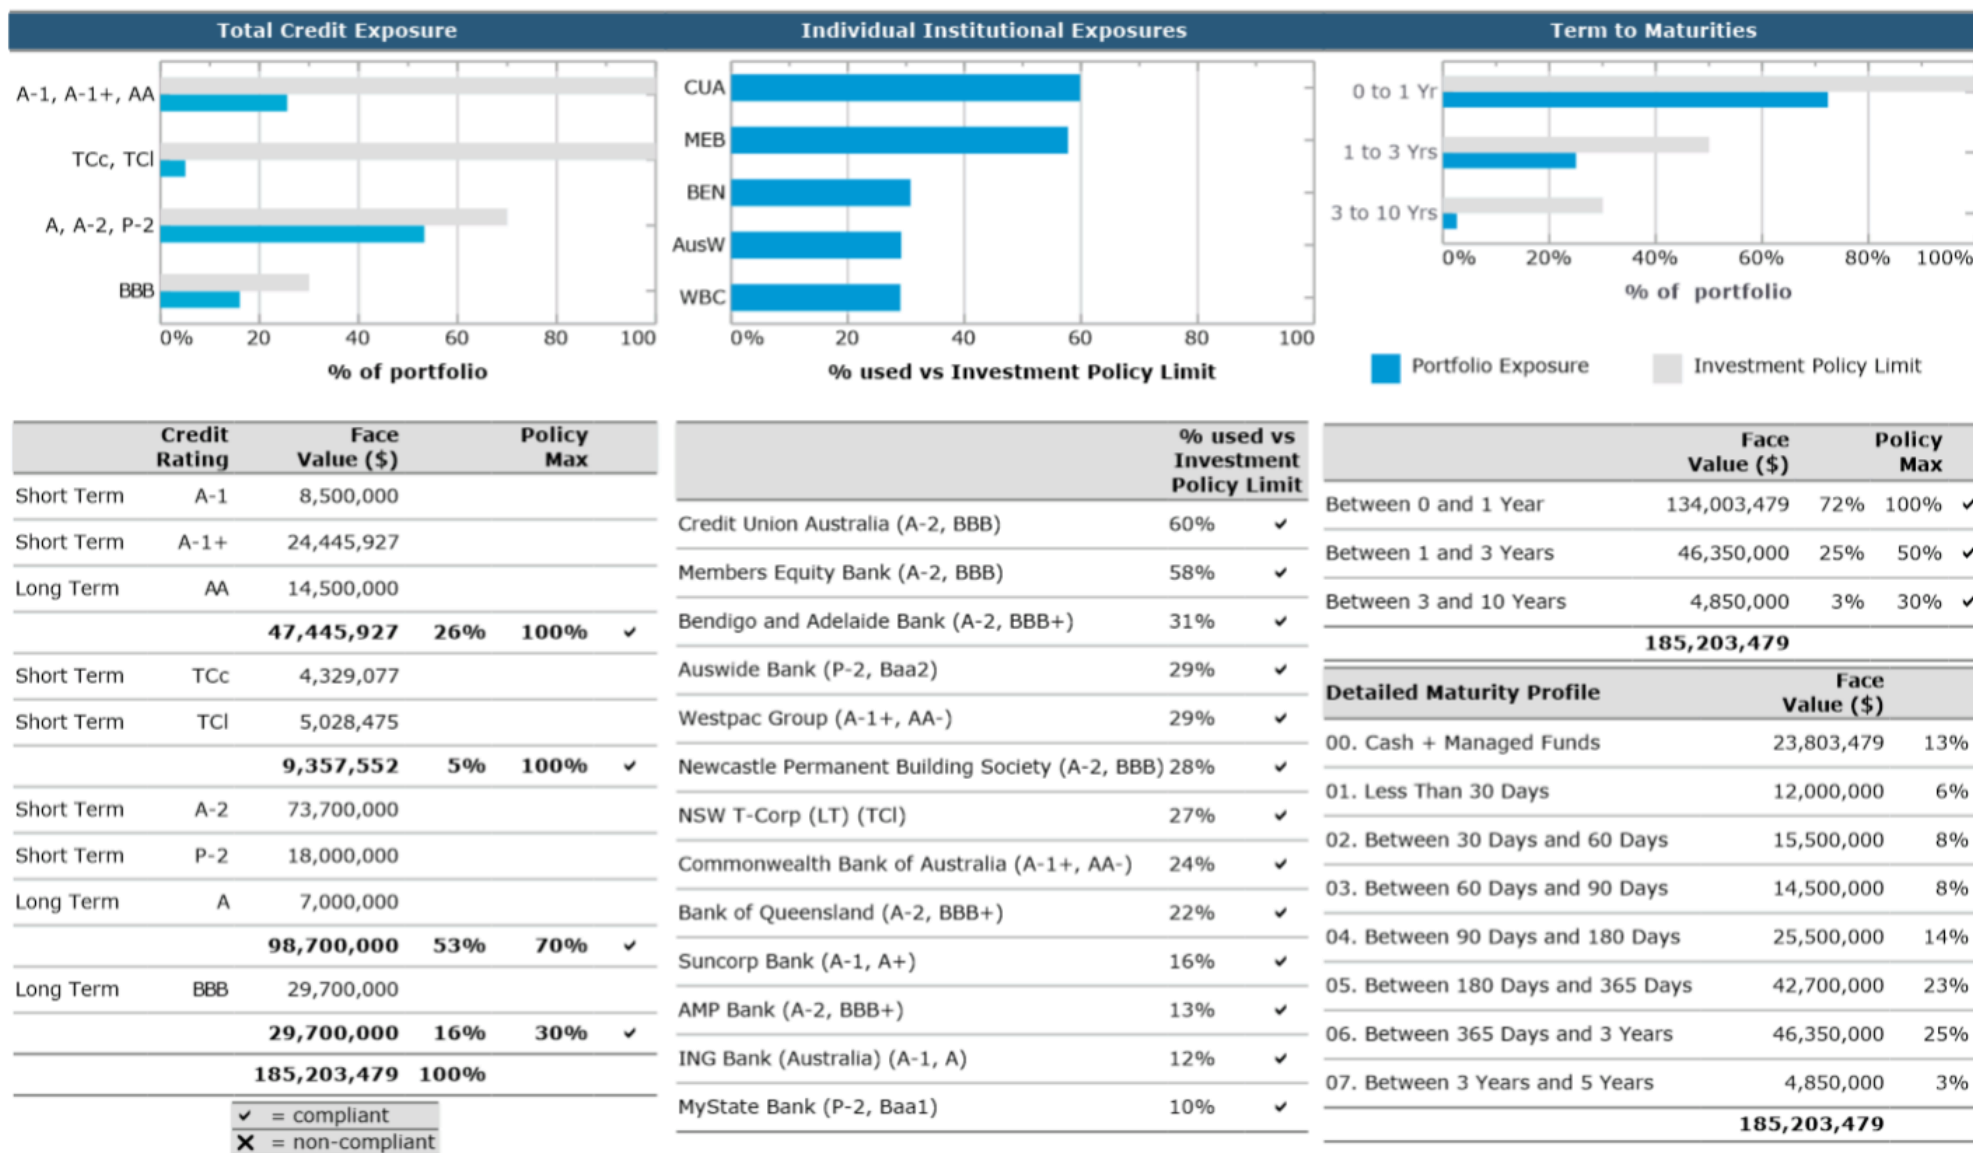 Total Credit Exposure
A-1, A-1+, AA
TCc, TCl
A, A-2, P-2
BBB
0% 20 40 60 80 100
% of portfolio
Individual Institutional Exposures
CUA
MEB
BEN
AusW
WBC
0% 20 40 60 80 100
% used vs Investment Policy Limit
Term to Maturities
0 to 1 Yr
1 to 3 Yrs
3 to 10 Yrs
0% 20% 40% 60% 80% 100%
% of portfolio
Portfolio Exposure Investment Policy Limit
Credit Face Policy
Rating Value ($) Max
Short Term A-1 8,500,000
Short Term A-1+ 24,445,927
Long Term AA 14,500,000
47,445,927 26% 100% ✓
Short Term TCc 4,329,077
Short Term TCl 5,028,475
9,357,552 5% 100% ✓
Short Term A-2 73,700,000
Short Term P-2 18,000,000
Long Term A 7,000,000
98,700,000 53% 70% ✓
Long Term BBB 29,700,000
29,700,000 16% 30% ✓
185,203,479 100%
✓ = compliant
✗ = non-compliant
% used vs
Investment
Policy Limit
Credit Union Australia (A-2, BBB) 60% ✓
Members Equity Bank (A-2, BBB) 58% ✓
Bendigo and Adelaide Bank (A-2, BBB+) 31% ✓
Auswide Bank (P-2, Baa2) 29% ✓
Westpac Group (A-1+, AA-) 29% ✓
Newcastle Permanent Building Society (A-2, BBB) 28% ✓
NSW T-Corp (LT) (TCl) 27% ✓
Commonwealth Bank of Australia (A-1+, AA-) 24% ✓
Bank of Queensland (A-2, BBB+) 22% ✓
Suncorp Bank (A-1, A+) 16% ✓
AMP Bank (A-2, BBB+) 13% ✓
ING Bank (Australia) (A-1, A) 12% ✓
MyState Bank (P-2, Baa1) 10% ✓
Face Policy
Value ($) Max
Between 0 and 1 Year 134,003,479 72% 100% ✓
Between 1 and 3 Years 46,350,000 25% 50% ✓
Between 3 and 10 Years 4,850,000 3% 30% ✓
185,203,479
Detailed Maturity Profile Face
Value ($)
00. Cash + Managed Funds 23,803,479 13%
01. Less Than 30 Days 12,000,000 6%
02. Between 30 Days and 60 Days 15,500,000 8%
03. Between 60 Days and 90 Days 14,500,000 8%
04. Between 90 Days and 180 Days 25,500,000 14%
05. Between 180 Days and 365 Days 42,700,000 23%
06. Between 365 Days and 3 Years 46,350,000 25%
07. Between 3 Years and 5 Years 4,850,000 3%
185,203,479